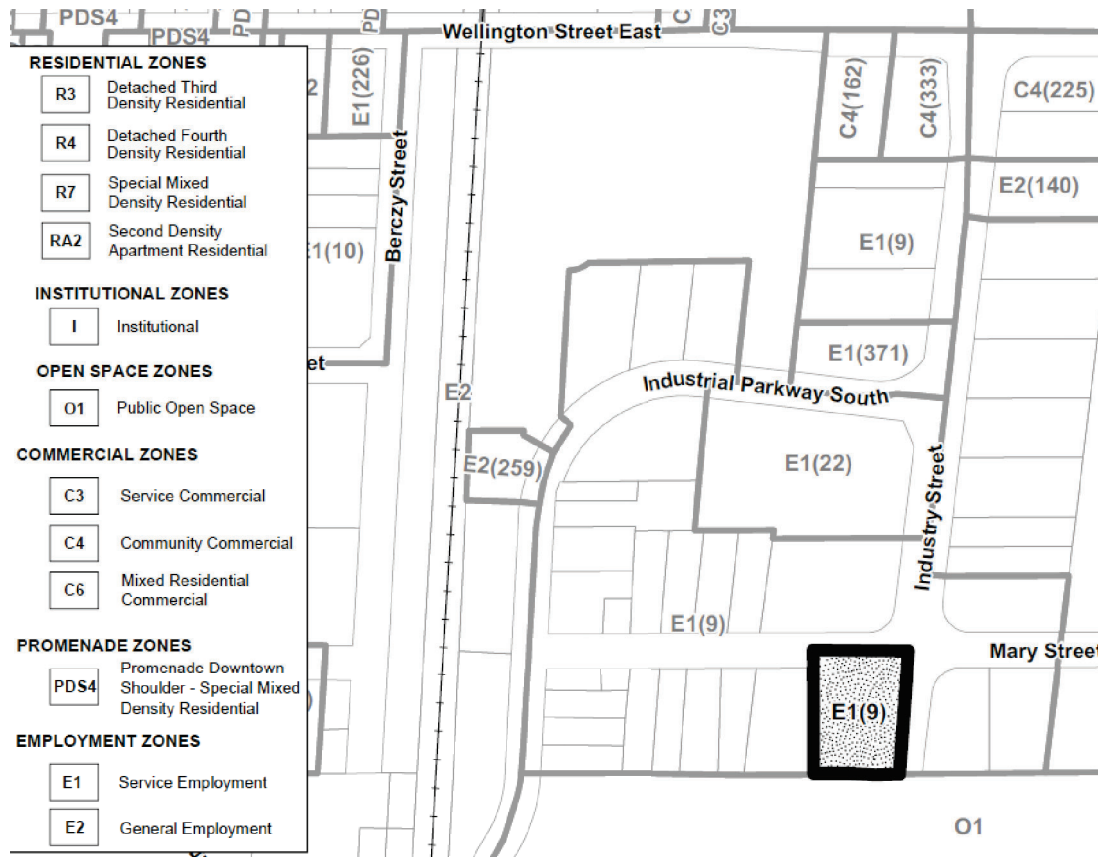 PDS4
PDS4
C3
Wellington Street East
RESIDENTIAL ZONES
R3
Detached Third
Density Residential
R4
Detached Fourth
Density Residential
R7
Special Mixed
Density Residential
RA2
Second Density
Apartment Residential
INSTITUTIONAL ZONES
I
Institutional
OPEN SPACE ZONES
O1
Public Open Space
COMMERCIAL ZONES
C3
Service Commercial
C4
Community Commercial
C6
Mixed Residential
Commercial
PROMENADE ZONES
PDS4
Promenade Downtown
Shoulder - Special Mixed
Density Residential
EMPLOYMENT ZONES
E1
Service Employment
E2
General Employment
E1(226)
Berczy Street
E1(10)
E2
E2(259)
C4(162)
C4(333)
C4(225)
E2(140)
E1(9)
E1(371)
Industrial Parkway South
E1(22)
Industry Street
E1(9)
Mary Street
E1(9)
O1